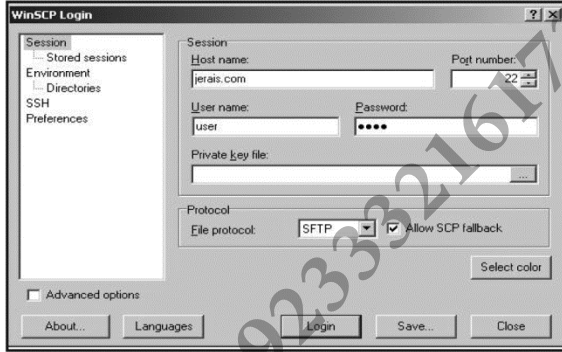 WinSCP Login
Session
Stored sessions
Environment
Directories
SSH
Preferences
Session
Host name:
Port number:
jerais.com
22
User name:
Password:
user
••••
Private key file:
...
Protocol
File protocol:
SFTP
Allow SCP fallback
Select color
Advanced options
About...
Languages
Login
Save...
Close
923332161